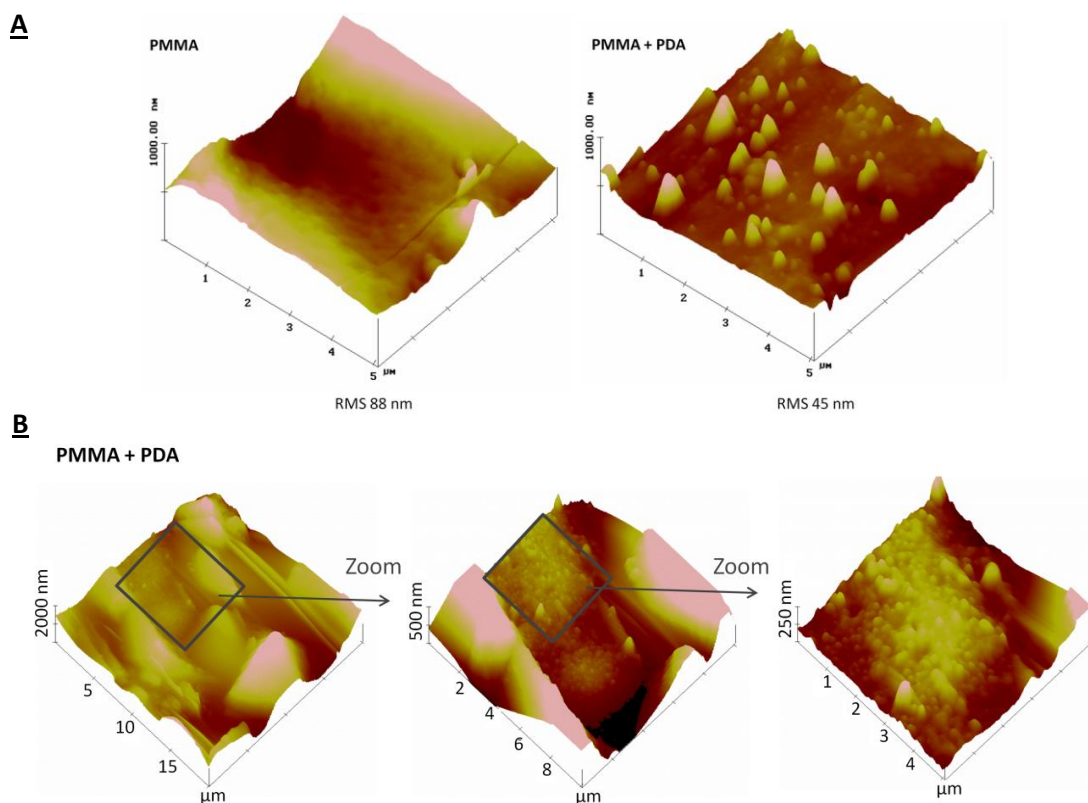 A
PMMA
PMMA + PDA
1000.00 nm
1000.00 nm
1
2
3
4
5 μM
1
2
3
4
5 μM
RMS 88 nm
RMS 45 nm
B
PMMA + PDA
Zoom
Zoom
2000 nm
500 nm
250 nm
5
10
15
μm
2
4
6
8
μm
1
2
3
4
μm